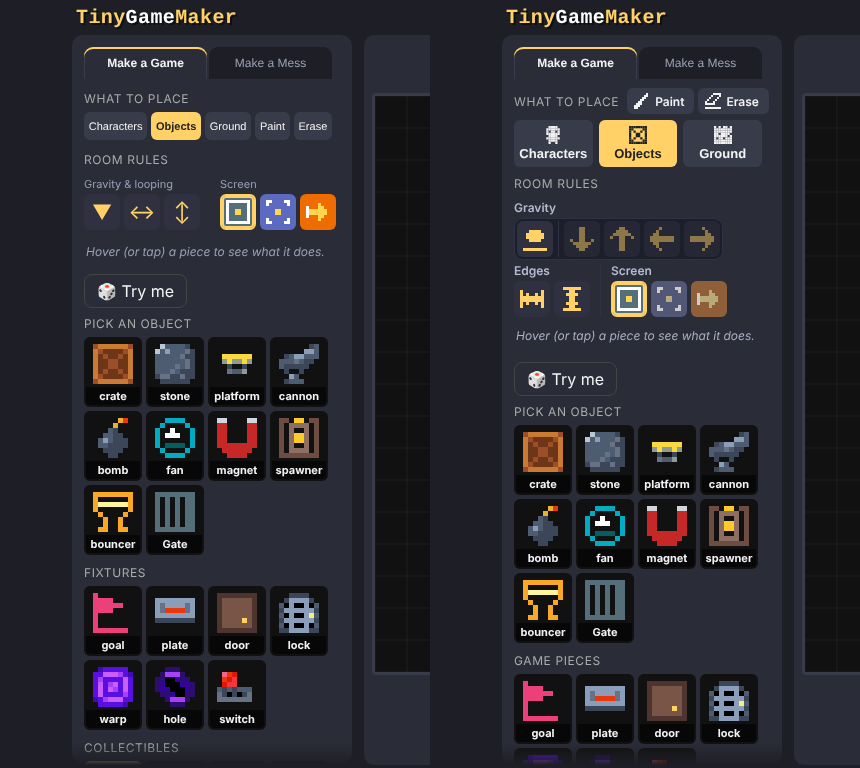 TinyGameMaker
Make a Game Make a Mess
WHAT TO PLACE
Characters Objects Ground Paint Erase
ROOM RULES
Gravity & looping Screen
Hover (or tap) a piece to see what it does.
Try me
PICK AN OBJECT
crate stone platform cannon
bomb fan magnet spawner
bouncer Gate
FIXTURES
goal plate door lock
warp hole switch
COLLECTIBLES
TinyGameMaker
Make a Game Make a Mess
WHAT TO PLACE Paint Erase
Characters Objects Ground
ROOM RULES
Gravity
Edges Screen
Hover (or tap) a piece to see what it does.
Try me
PICK AN OBJECT
crate stone platform cannon
bomb fan magnet spawner
bouncer Gate
GAME PIECES
goal plate door lock